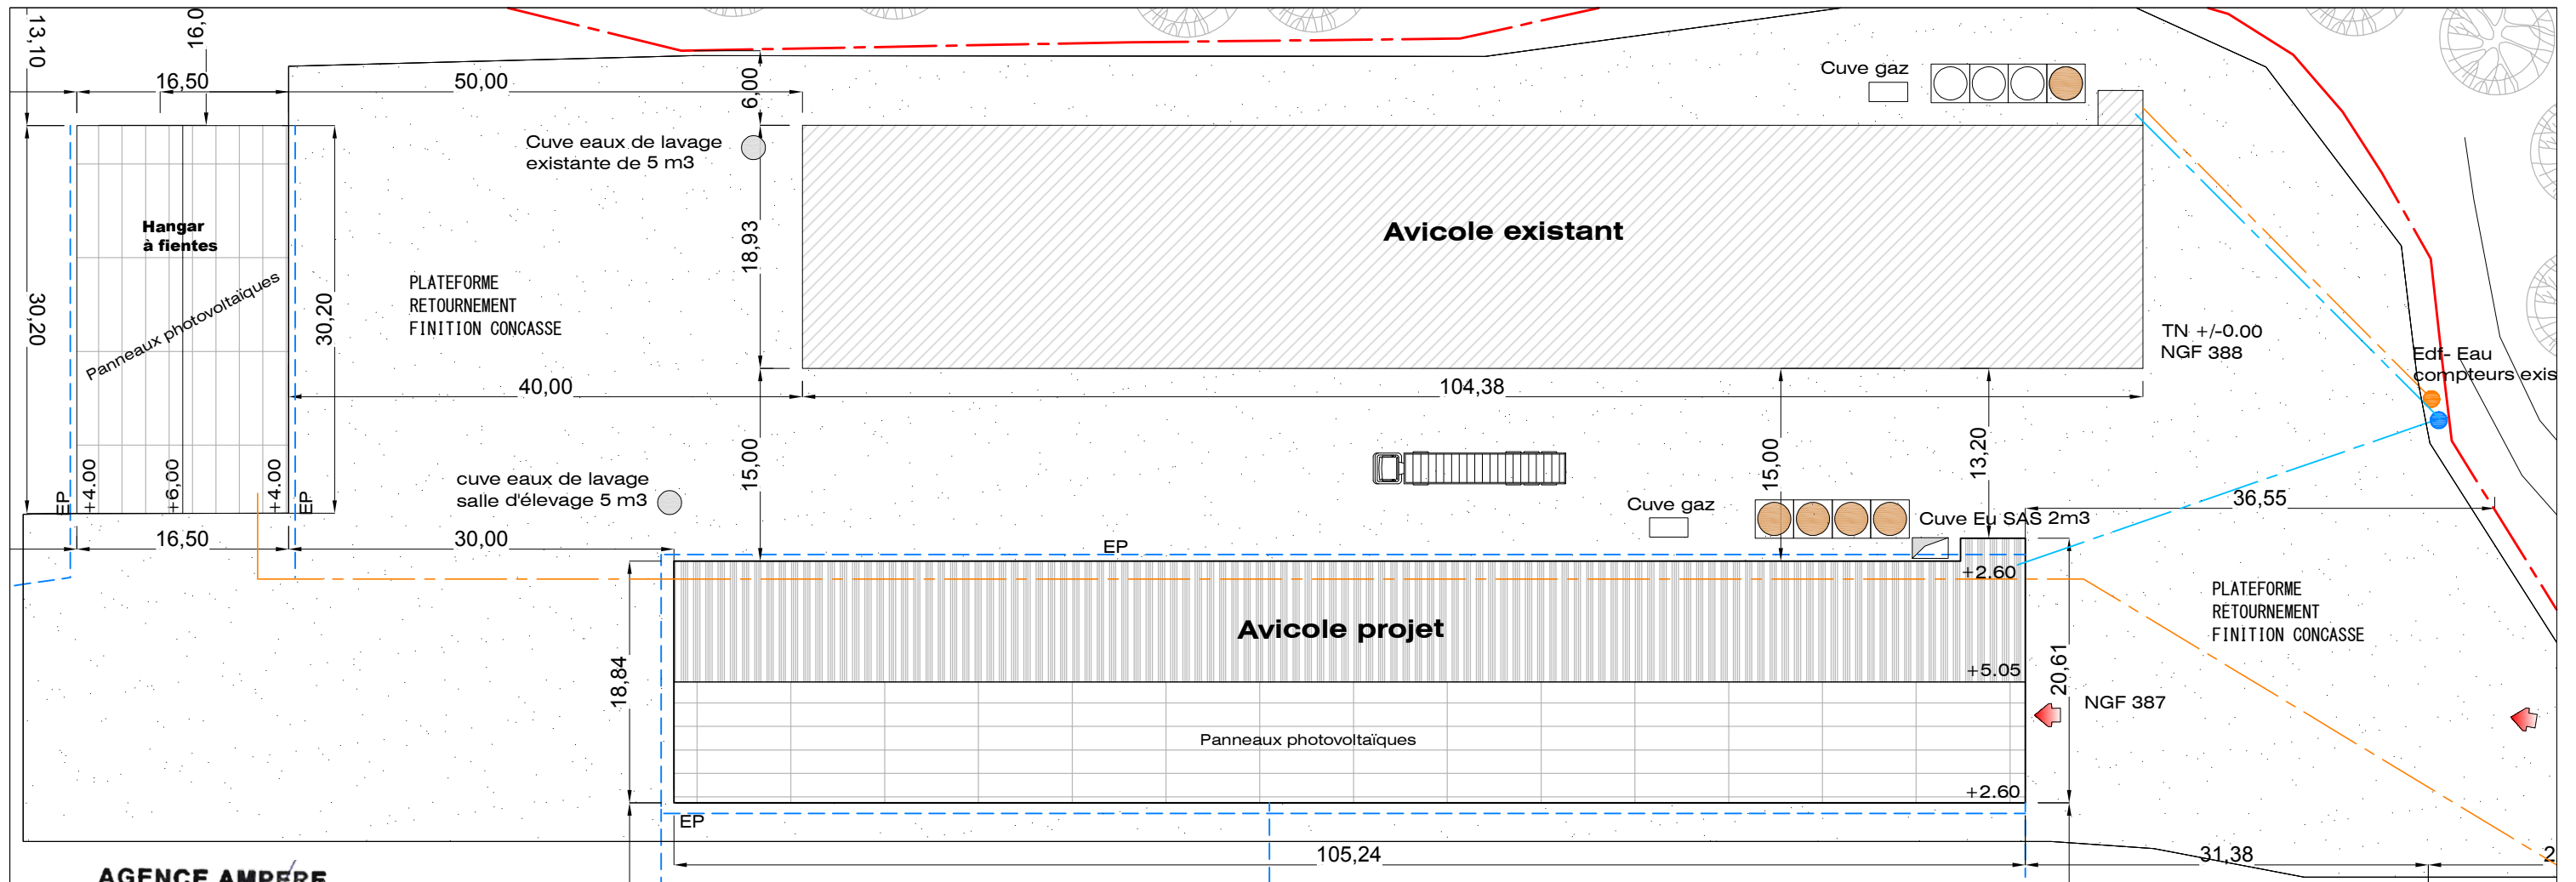 13,10
19,0
16,50
50,00
6,00
Cuve gaz
Cuve eaux de lavage
existante de 5 m3
Hangar
à fientes
Avicole existant
18,93
Panneaux photovoltaïques
PLATEFORME
RETOURNEMENT
FINITION CONCASSE
30,20
30,20
TN +/-0.00
NGF 388
Edf- Eau
compteurs exis
40,00
104,38
15,00
15,00
13,20
cuve eaux de lavage
salle d'élevage 5 m3
EP
+4.00
+6,00
+4.00
EP
Cuve gaz
36,55
Cuve Eu SAS 2m3
16,50
30,00
EP
+2.60
PLATEFORME
RETOURNEMENT
FINITION CONCASSE
Avicole projet
18,84
+5.05
20,61
NGF 387
Panneaux photovoltaïques
+2.60
EP
105,24
31,38
2
AGENCE AMPÈRE